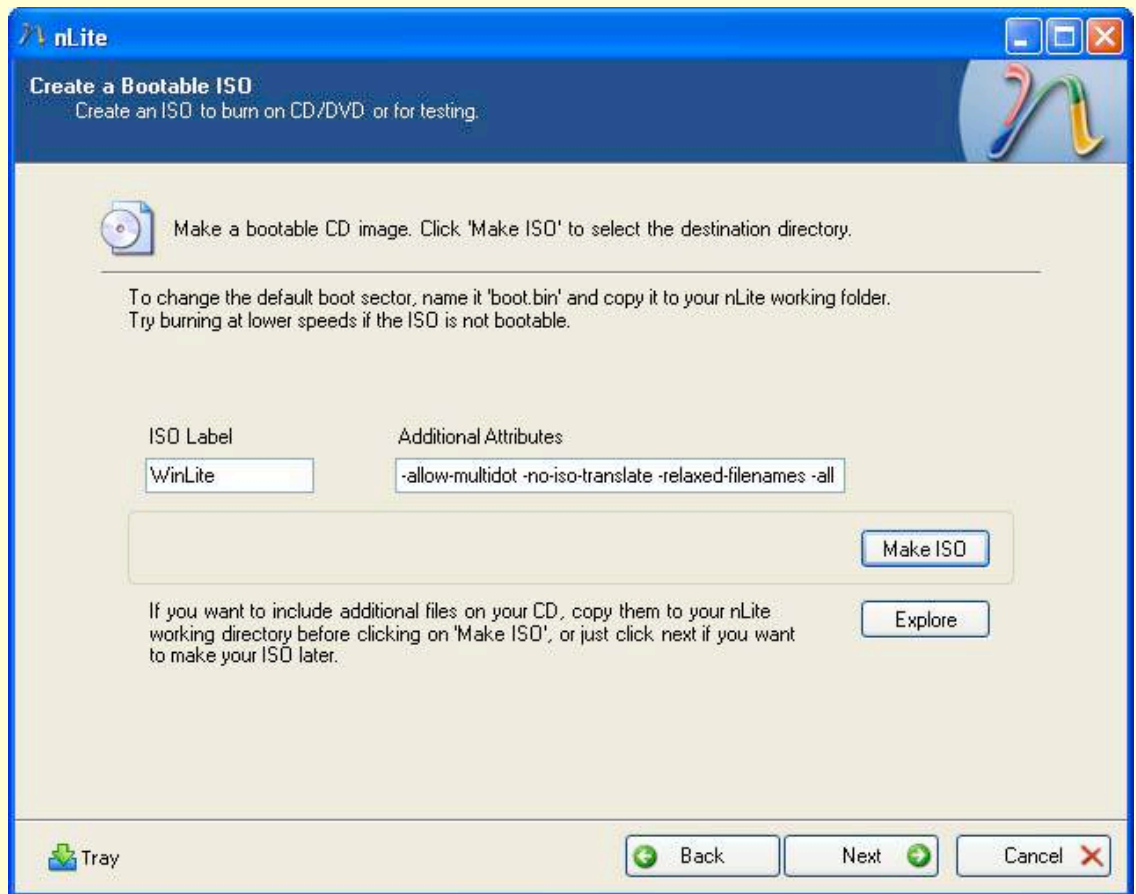 nLite
Create a Bootable ISO
Create an ISO to burn on CD/DVD or for testing.
Make a bootable CD image. Click 'Make ISO' to select the destination directory.
To change the default boot sector, name it 'boot.bin' and copy it to your nLite working folder.
Try burning at lower speeds if the ISO is not bootable.
ISO Label
Additional Attributes
WinLite
-allow-multidot -no-iso-translate -relaxed-filenames -all
Make ISO
If you want to include additional files on your CD, copy them to your nLite
working directory before clicking on 'Make ISO', or just click next if you want
to make your ISO later.
Explore
Tray
Back
Next
Cancel